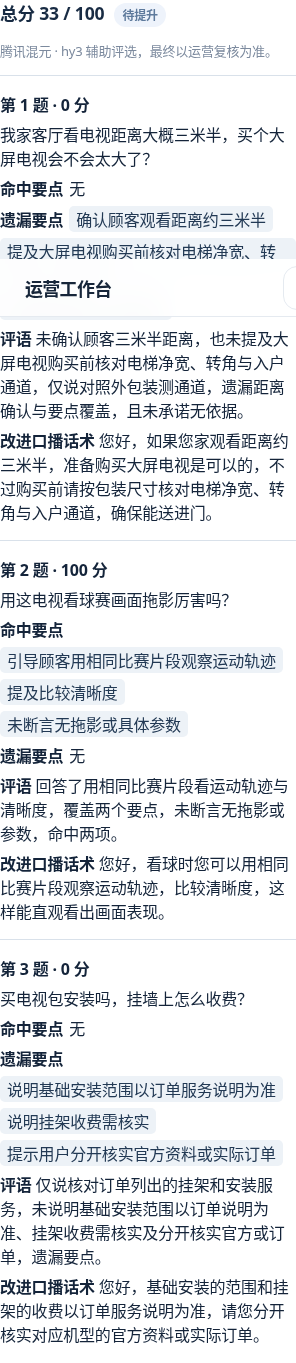 总分 33 / 100 待提升
腾讯混元 · hy3 辅助评选，最终以运营复核为准。
第 1 题 · 0 分
我家客厅看电视距离大概三米半，买个大
屏电视会不会太大了？
命中要点 无
遗漏要点 确认顾客观看距离约三米半
提及大屏电视购买前核对电梯净宽、转
运营工作台
评语 未确认顾客三米半距离，也未提及大
屏电视购买前核对电梯净宽、转角与入户
通道，仅说对照外包装测通道，遗漏距离
确认与要点覆盖，且未承诺无依据。
改进口播话术 您好，如果您家观看距离约
三米半，准备购买大屏电视是可以的，不
过购买前请按包装尺寸核对电梯净宽、转
角与入户通道，确保能送进门。
第 2 题 · 100 分
用这电视看球赛画面拖影厉害吗？
命中要点
引导顾客用相同比赛片段观察运动轨迹
提及比较清晰度
未断言无拖影或具体参数
遗漏要点 无
评语 回答了用相同比赛片段看运动轨迹与
清晰度，覆盖两个要点，未断言无拖影或
参数，命中两项。
改进口播话术 您好，看球时您可以用相同
比赛片段观察运动轨迹，比较清晰度，这
样能直观看出画面表现。
第 3 题 · 0 分
买电视包安装吗，挂墙上怎么收费？
命中要点 无
遗漏要点
说明基础安装范围以订单服务说明为准
说明挂架收费需核实
提示用户分开核实官方资料或实际订单
评语 仅说核对订单列出的挂架和安装服
务，未说明基础安装范围以订单说明为
准、挂架收费需核实及分开核实官方或订
单，遗漏要点。
改进口播话术 您好，基础安装的范围和挂
架的收费以订单服务说明为准，请您分开
核实对应机型的官方资料或实际订单。